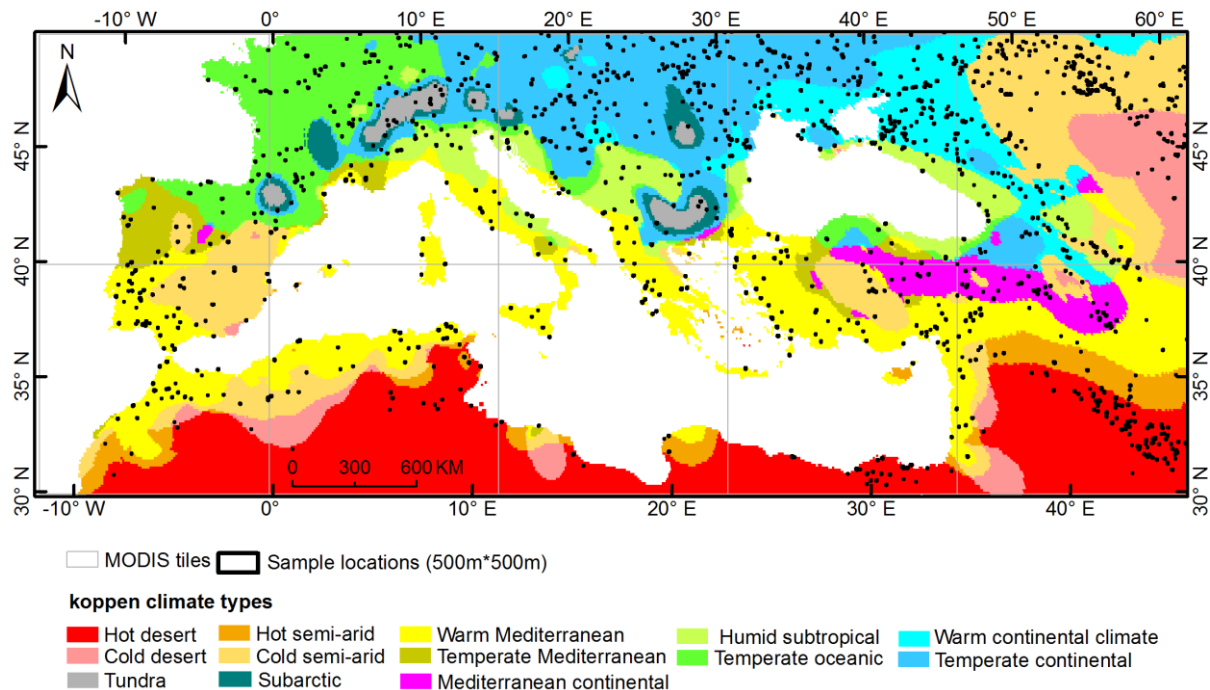 -10° W 0° 10° E 20° E 30° E 40° E 50° E 60° E
N
45° N 45° N
40° N 40° N
35° N 35° N
30° N 30° N
0 300 600 KM
-10° W 0° 10° E 20° E 30° E 40° E
MODIS tiles Sample locations (500m*500m)
koppen climate types
Hot desert Hot semi-arid Warm Mediterranean Humid subtropical Warm continental climate
Cold desert Cold semi-arid Temperate Mediterranean Temperate oceanic Temperate continental
Tundra Subarctic Mediterranean continental